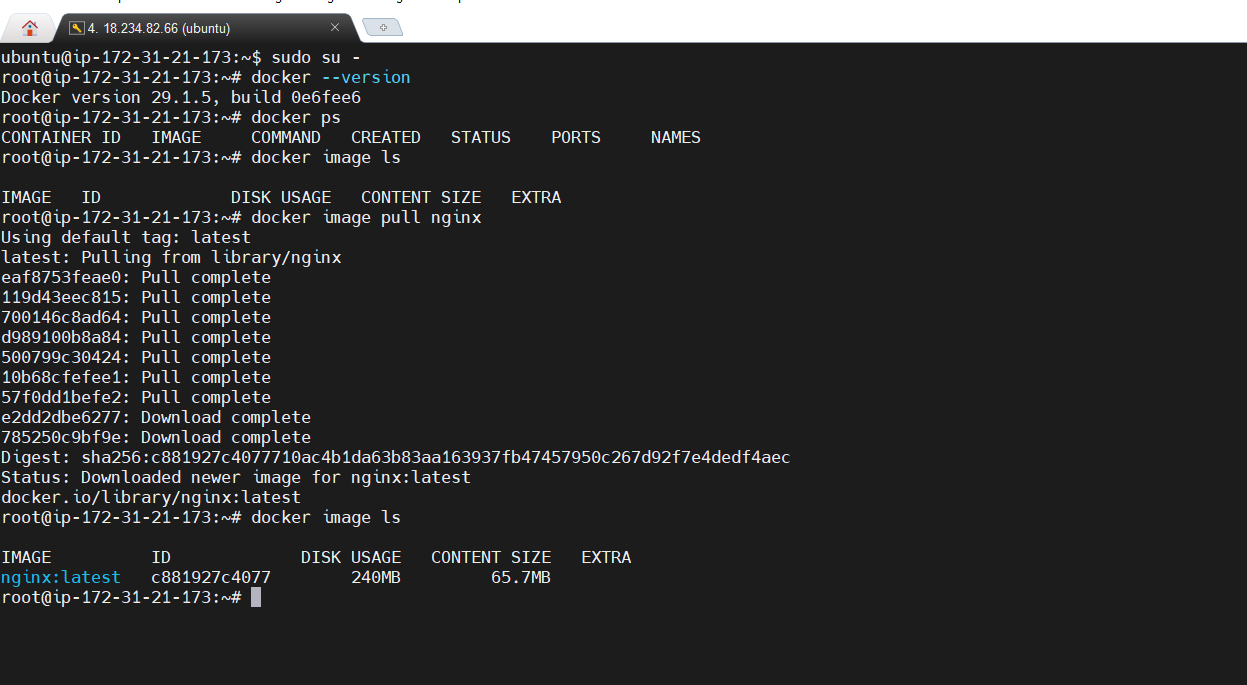 4. 18.234.82.66 (ubuntu)
ubuntu@ip-172-31-21-173:~$ sudo su -
root@ip-172-31-21-173:~# docker --version
Docker version 29.1.5, build 0e6fee6
root@ip-172-31-21-173:~# docker ps
CONTAINER ID   IMAGE     COMMAND   CREATED   STATUS    PORTS     NAMES
root@ip-172-31-21-173:~# docker image ls
IMAGE   ID             DISK USAGE   CONTENT SIZE   EXTRA
root@ip-172-31-21-173:~# docker image pull nginx
Using default tag: latest
latest: Pulling from library/nginx
eaf8753feae0: Pull complete
119d43eec815: Pull complete
700146c8ad64: Pull complete
d989100b8a84: Pull complete
500799c30424: Pull complete
10b68cfefee1: Pull complete
57f0dd1befe2: Pull complete
e2dd2dbe6277: Download complete
785250c9bf9e: Download complete
Digest: sha256:c881927c4077710ac4b1da63b83aa163937fb47457950c267d92f7e4dedf4aec
Status: Downloaded newer image for nginx:latest
docker.io/library/nginx:latest
root@ip-172-31-21-173:~# docker image ls
IMAGE          ID             DISK USAGE   CONTENT SIZE   EXTRA
nginx:latest   c881927c4077        240MB         65.7MB
root@ip-172-31-21-173:~#